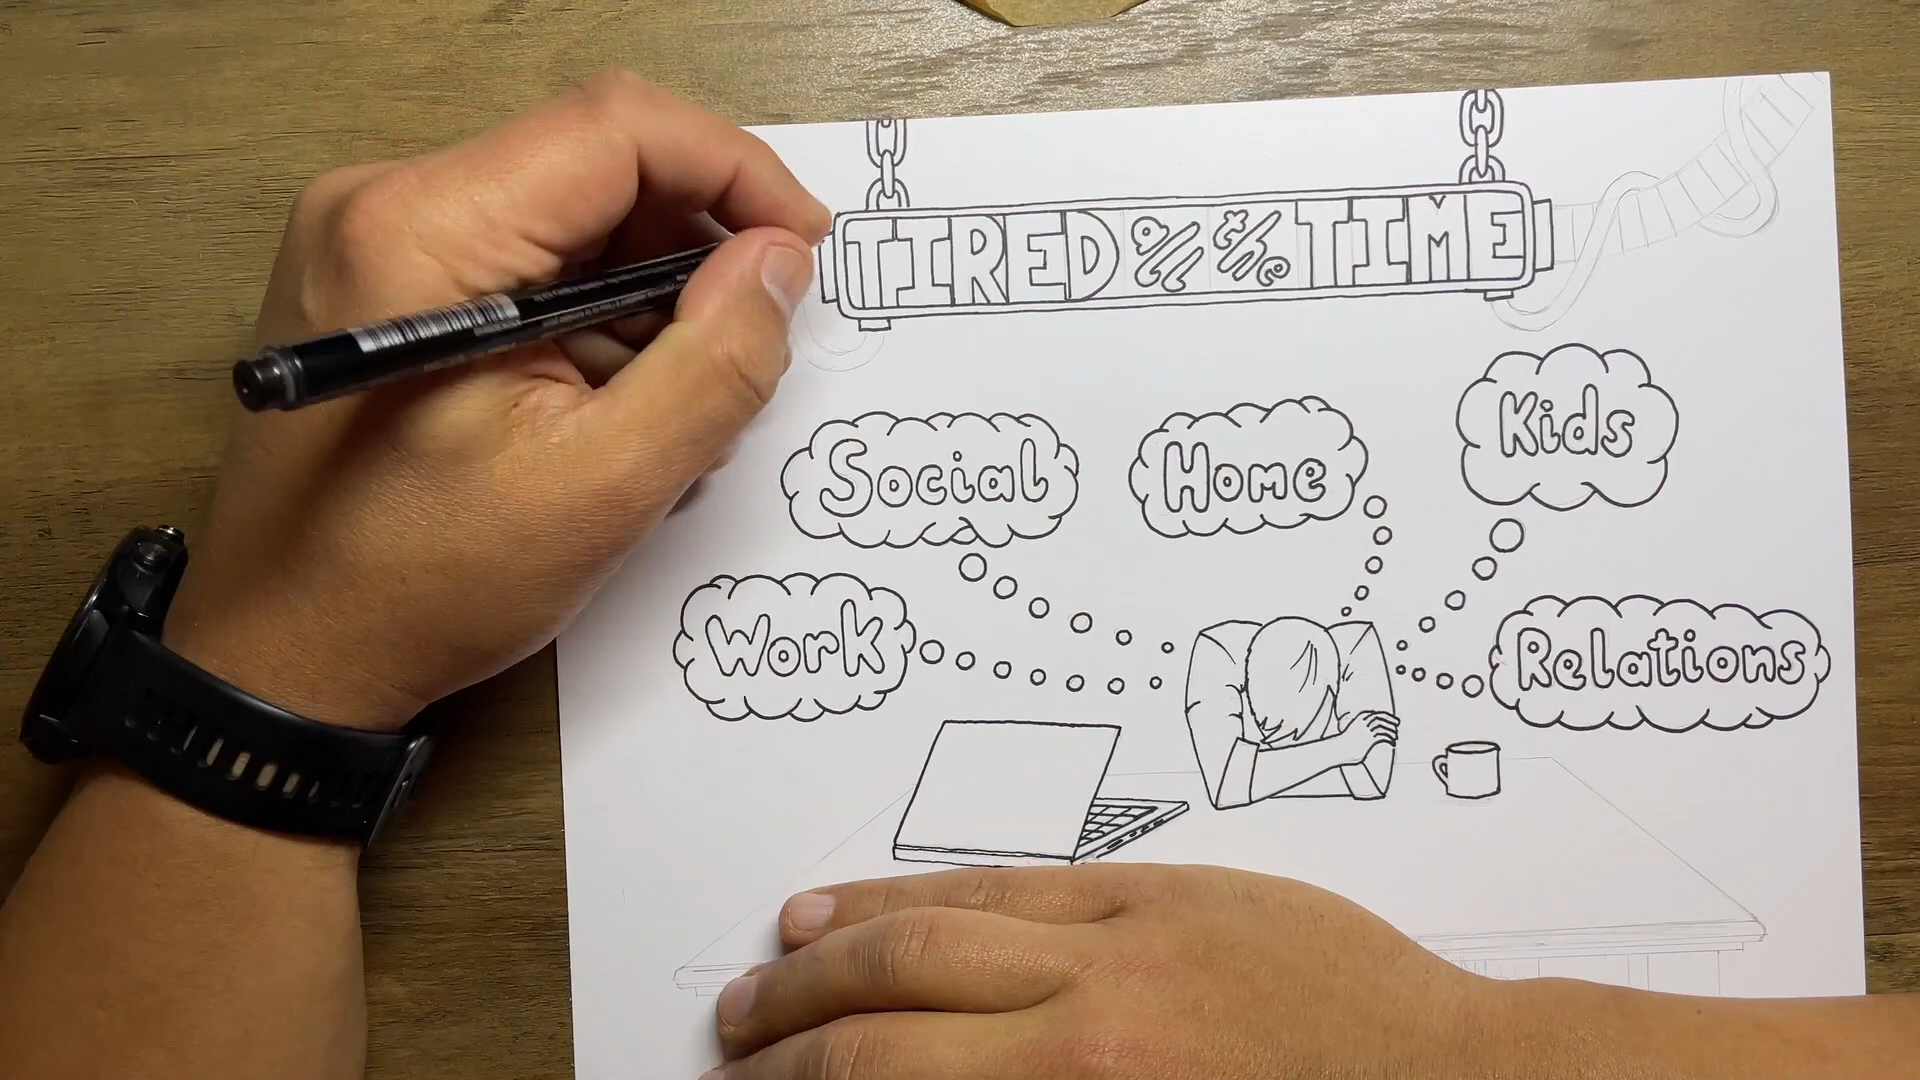 TIRED all the TIME
Social
Home
Kids
Work
Relations